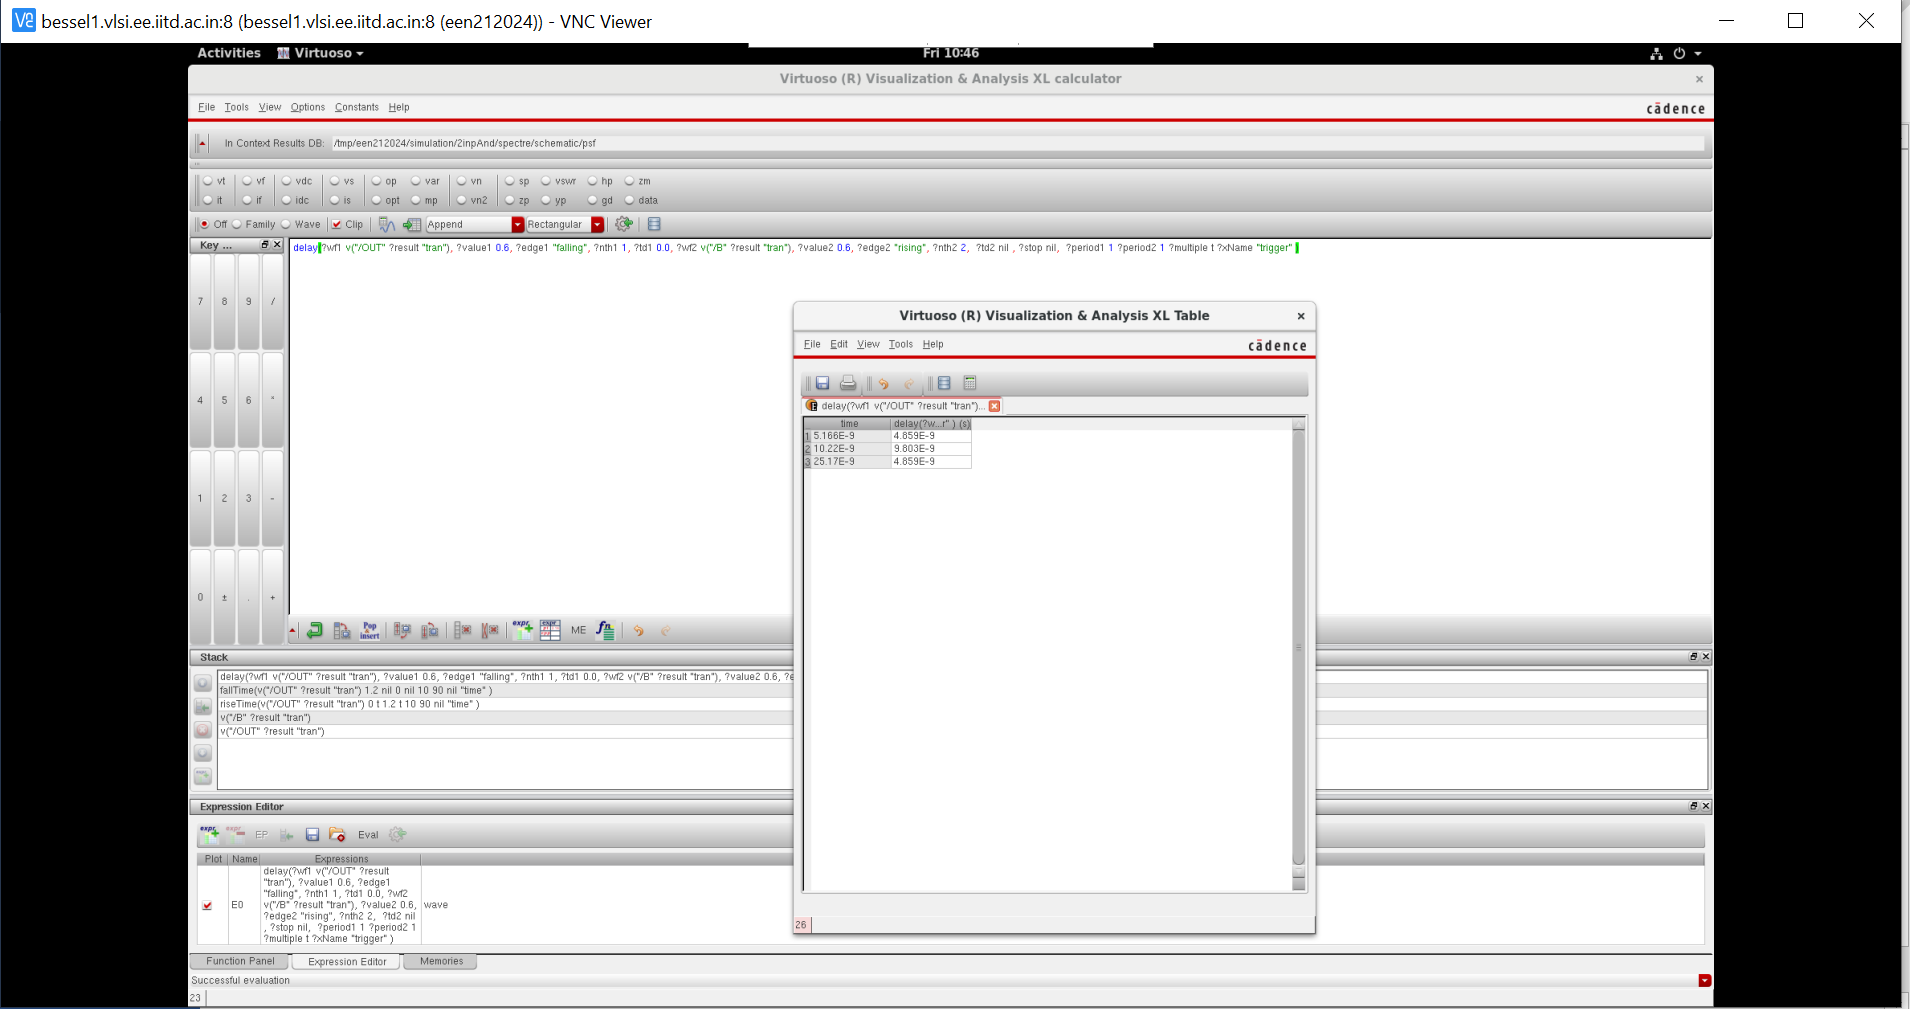 bessel1.vlsi.ee.iitd.ac.in:8 (bessel1.vlsi.ee.iitd.ac.in:8 (een212024)) - VNC Viewer
Activities Virtuoso Fri 10:46
Virtuoso (R) Visualization & Analysis XL calculator
File Tools View Options Constants Help cādence
In Context Results DB: /tmp/een212024/simulation/2inpAnd/spectre/schematic/psf
vt vf vdc vs op var vn sp vswr hp zm
it if idc is opt mp vn2 zp yp gd data
Off Family Wave Clip Append Rectangular
Key ...
delay(?wf1 v("/OUT" ?result "tran"), ?value1 0.6, ?edge1 "falling", ?nth1 1, ?td1 0.0, ?wf2 v("/B" ?result "tran"), ?value2 0.6, ?edge2 "rising", ?nth2 2, ?td2 nil , ?stop nil, ?period1 1 ?period2 1 ?multiple t ?xName "trigger" )
7 8 9 /
4 5 6 *
1 2 3 -
0 ± . +
Virtuoso (R) Visualization & Analysis XL Table
File Edit View Tools Help cādence
delay(?wf1 v("/OUT" ?result "tran")...
time delay(?w...r" ) (s)
1 5.166E-9 4.859E-9
2 10.22E-9 9.803E-9
3 25.17E-9 4.859E-9
26
Pop insert expr expr ME fn
Stack
delay(?wf1 v("/OUT" ?result "tran"), ?value1 0.6, ?edge1 "falling", ?nth1 1, ?td1 0.0, ?wf2 v("/B" ?result "tran"), ?value2 0.6, ?e
fallTime(v("/OUT" ?result "tran") 1.2 nil 0 nil 10 90 nil "time" )
riseTime(v("/OUT" ?result "tran") 0 t 1.2 t 10 90 nil "time" )
v("/B" ?result "tran")
v("/OUT" ?result "tran")
Expression Editor
expr expr EP Eval
Plot Name Expressions
delay(?wf1 v("/OUT" ?result
"tran"), ?value1 0.6, ?edge1
"falling", ?nth1 1, ?td1 0.0, ?wf2
E0 v("/B" ?result "tran"), ?value2 0.6, wave
?edge2 "rising", ?nth2 2, ?td2 nil
, ?stop nil, ?period1 1 ?period2 1
?multiple t ?xName "trigger" )
Function Panel Expression Editor Memories
Successful evaluation
23